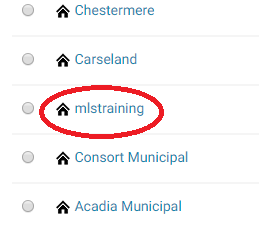 Chestermere
Carseland
mlstraining
Consort Municipal
Acadia Municipal